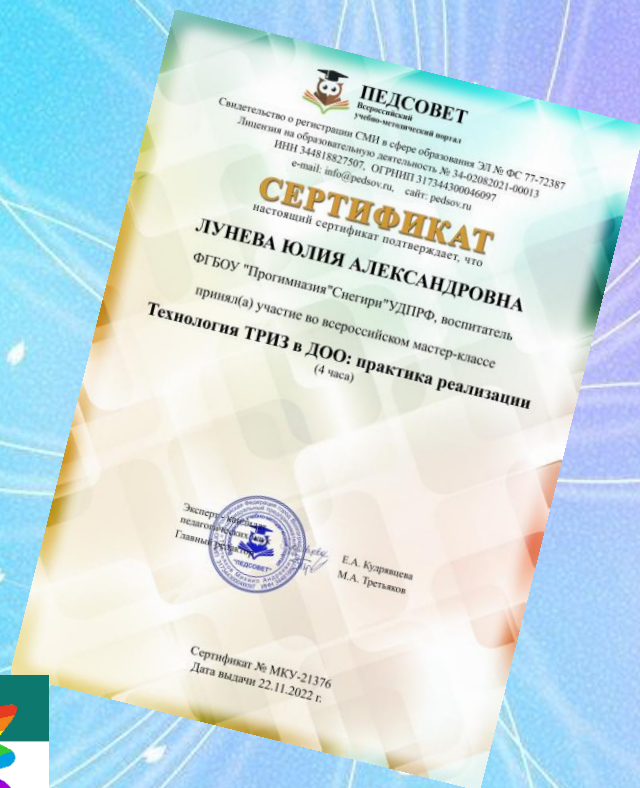 ПЕДСОВЕТ
Всероссийский
учебно-методический портал
Свидетельство о регистрации СМИ в сфере образования ЭЛ № ФС 77-72387
Лицензия на образовательную деятельность № 34-02082021-00013
ИНН 344818827507, ОГРНИП 317344300046097
e-mail: info@pedsov.ru, сайт: pedsov.ru
СЕРТИФИКАТ
настоящий сертификат подтверждает, что
ЛУНЕВА ЮЛИЯ АЛЕКСАНДРОВНА
ФГБОУ "Прогимназия"Снегири"УДПРФ, воспитатель
принял(а) участие во всероссийском мастер-классе
Технология ТРИЗ в ДОО: практика реализации
(4 часа)
Эксперт
педагогических
Главный редактор
"ПЕДСОВЕТ"
Е.А. Кудрявцева
М.А. Третьяков
Сертификат № МКУ-21376
Дата выдачи 22.11.2022 г.